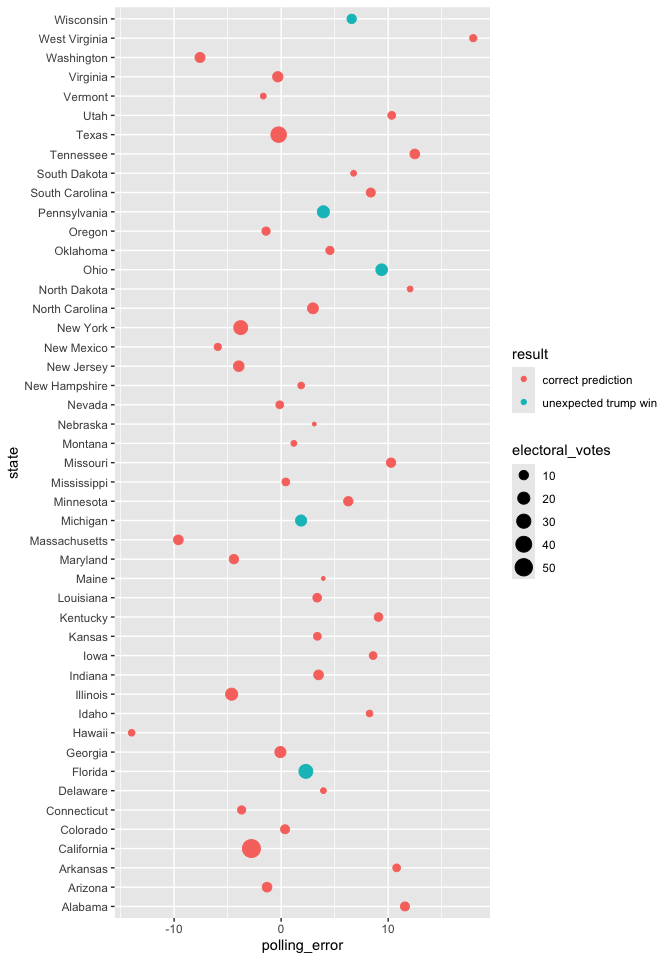 Wisconsin
West Virginia
Washington
Virginia
Vermont
Utah
Texas
Tennessee
South Dakota
South Carolina
Pennsylvania
Oregon
Oklahoma
Ohio
North Dakota
North Carolina
New York
New Mexico
New Jersey
New Hampshire
Nevada
Nebraska
Montana
Missouri
Mississippi
Minnesota
Michigan
Massachusetts
Maryland
Maine
Louisiana
Kentucky
Kansas
Iowa
Indiana
Illinois
Idaho
Hawaii
Georgia
Florida
Delaware
Connecticut
Colorado
California
Arkansas
Arizona
Alabama
state
-10 0 10
polling_error
result
correct prediction
unexpected trump win
electoral_votes
10
20
30
40
50